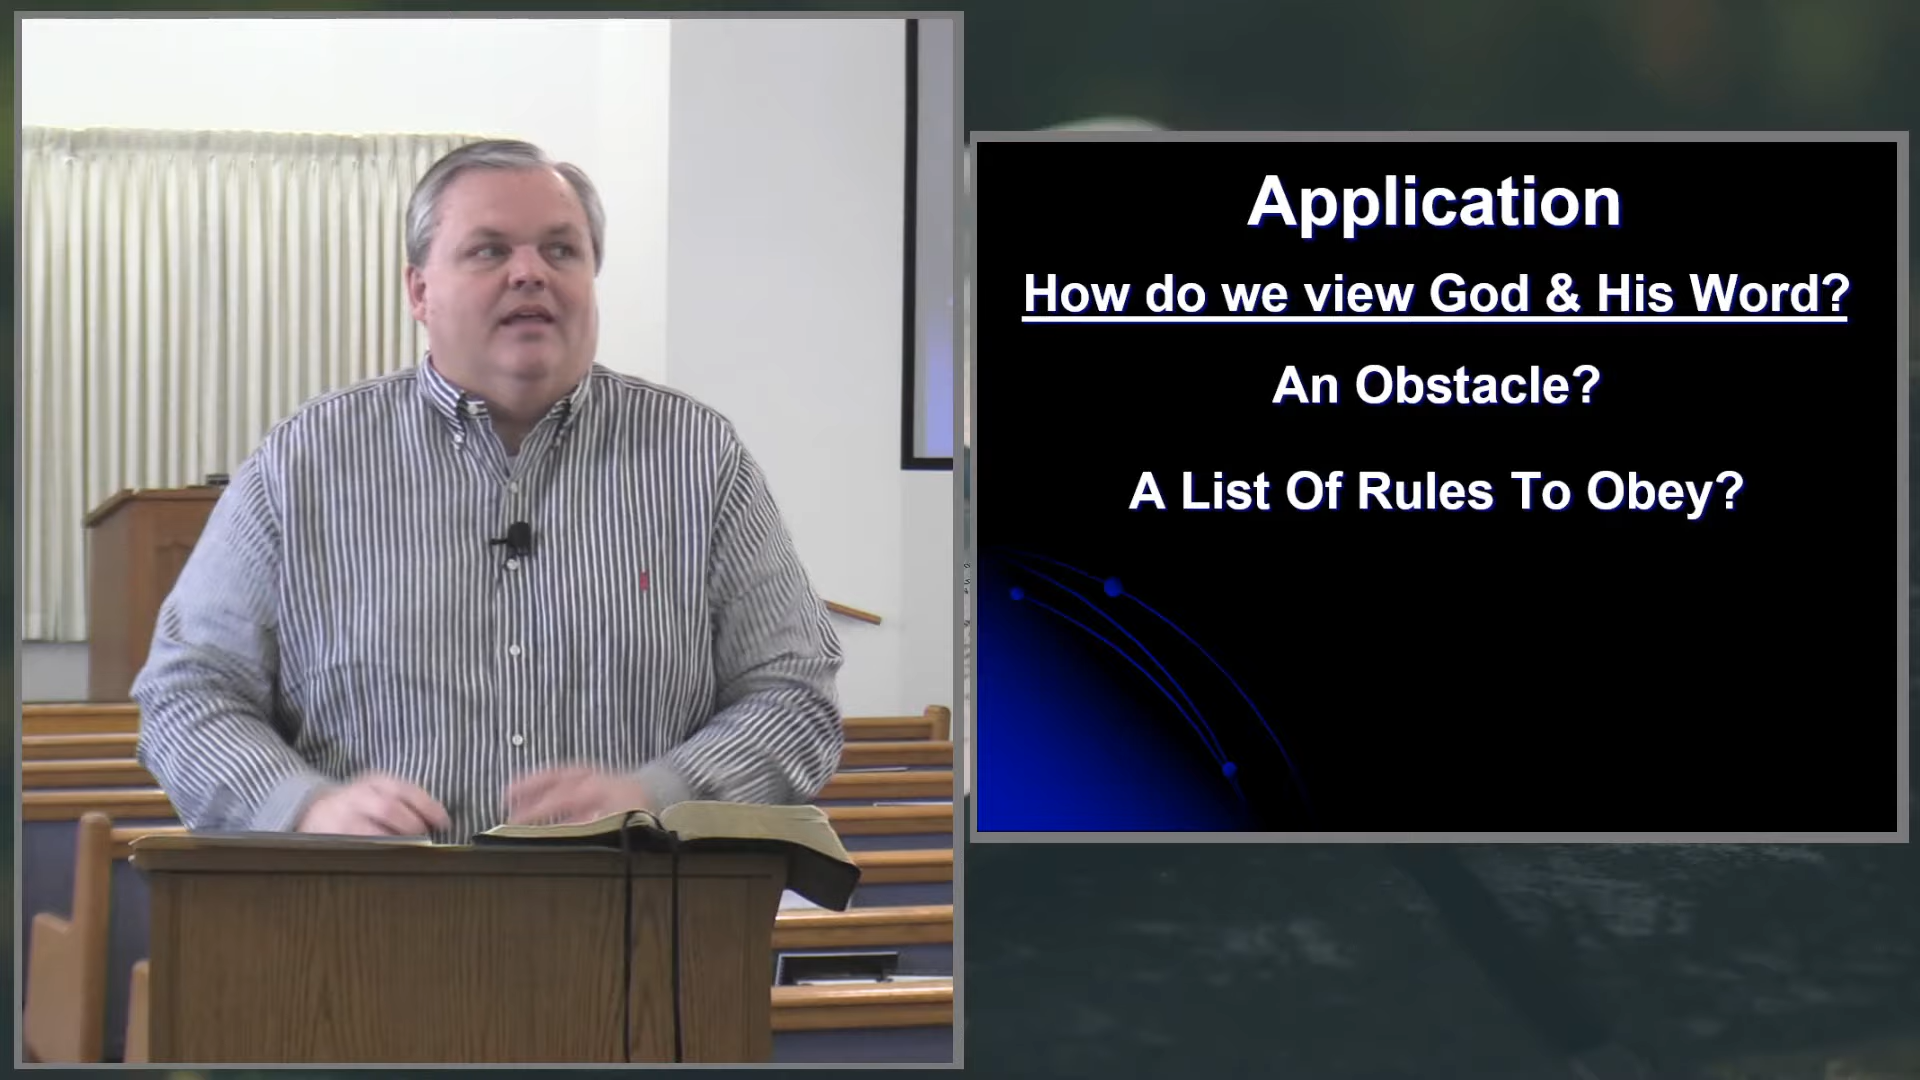 Application
How do we view God & His Word?
An Obstacle?
A List Of Rules To Obey?